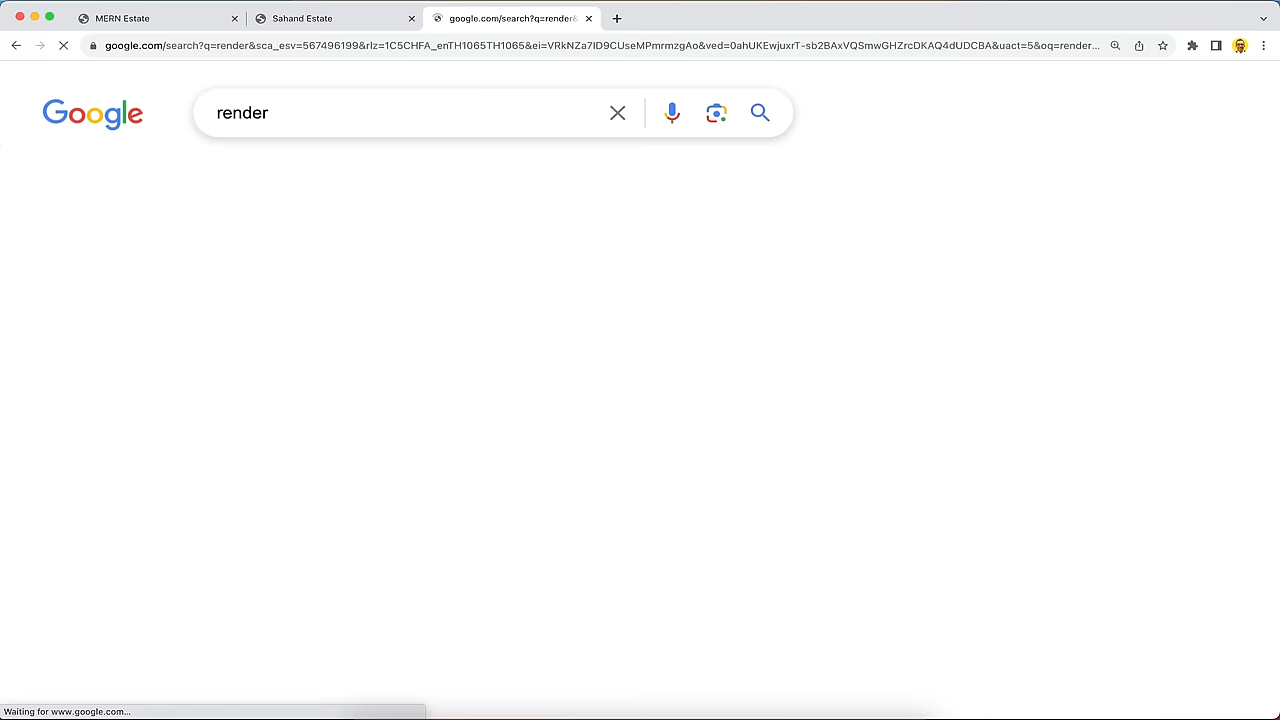 MERN Estate
Sahand Estate
google.com/search?q=render&
google.com/search?q=render&sca_esv=567496199&rlz=1C5CHFA_enTH1065TH1065&ei=VRkNZa7ID9CUseMPmrmzgAo&ved=0ahUKEwjuxrT-sb2BAxVQSmwGHZrcDKAQ4dUDCBA&uact=5&oq=render...
Google
render
Waiting for www.google.com...